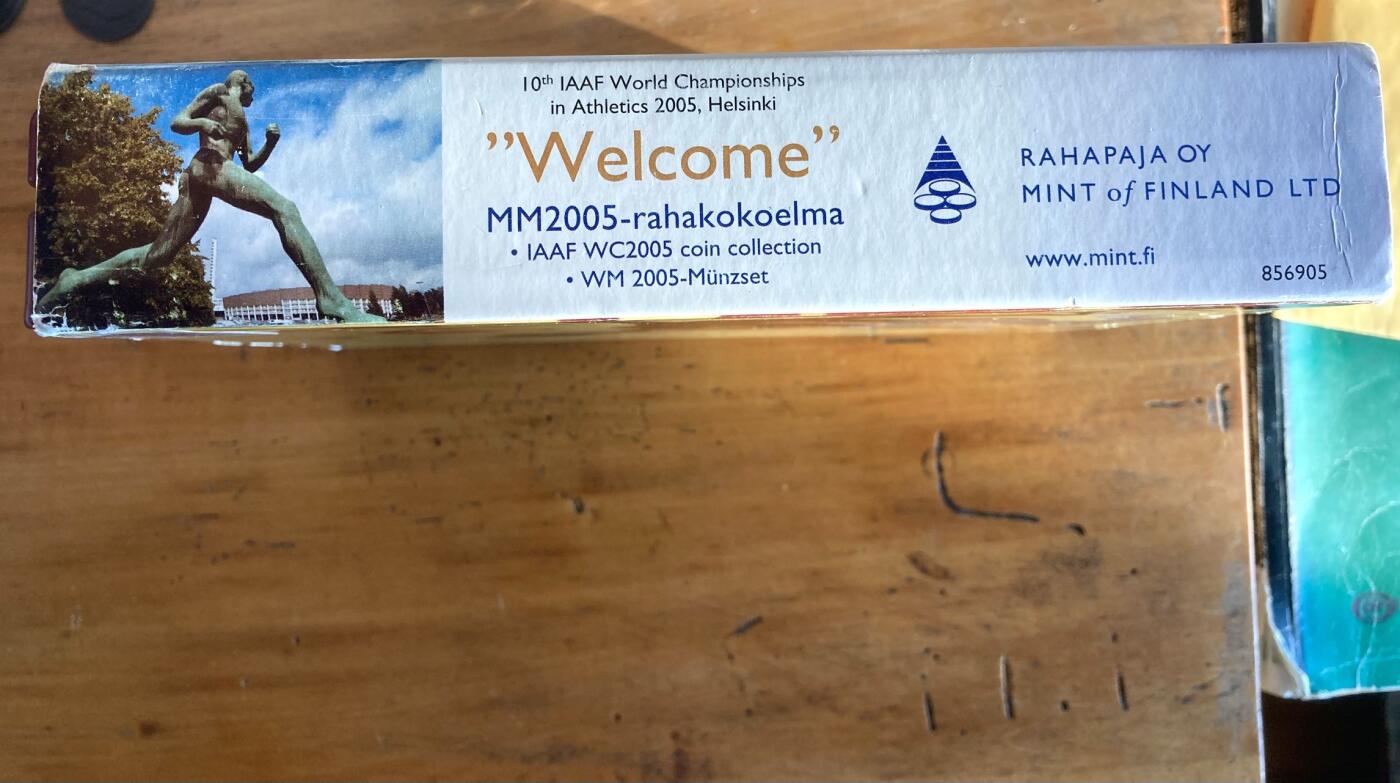 10th IAAF World Championships
in Athletics 2005, Helsinki
”Welcome”
MM2005-rahakokoelma
• IAAF WC2005 coin collection
• WM 2005-Münzset
RAHAPAJA OY
MINT of FINLAND LTD
www.mint.fi
856905